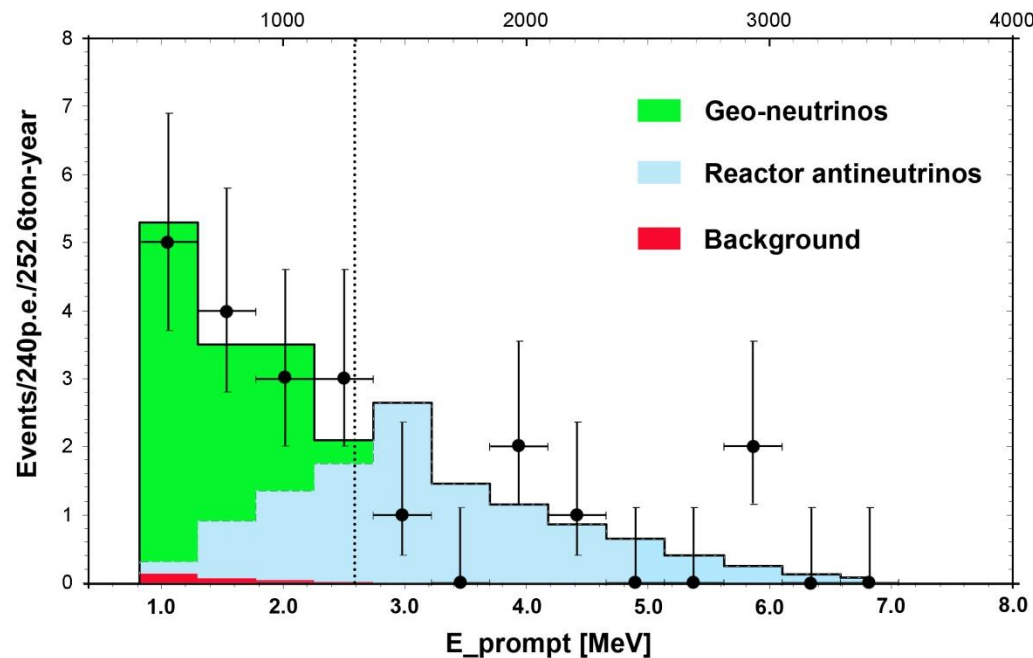 1000 2000 3000 4000
8
7
6
5
4
3
2
1
0
Events/240p.e./252.6ton-year
Geo-neutrinos
Reactor antineutrinos
Background
1.0 2.0 3.0 4.0 5.0 6.0 7.0 8.0
E_prompt [MeV]